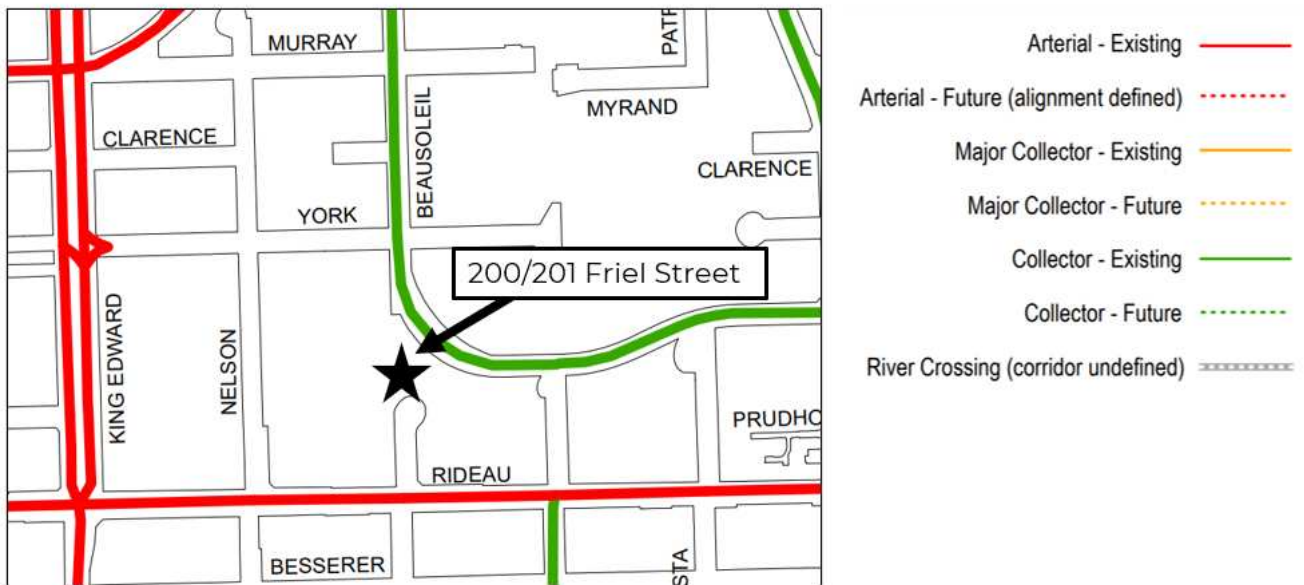 MURRAY
PATR
CLARENCE
BEAUSOLEIL
MYRAND
CLARENCE
YORK
200/201 Friel Street
KING EDWARD
NELSON
PRUDHO
RIDEAU
BESSERER
STA
Arterial - Existing
Arterial - Future (alignment defined)
Major Collector - Existing
Major Collector - Future
Collector - Existing
Collector - Future
River Crossing (corridor undefined)